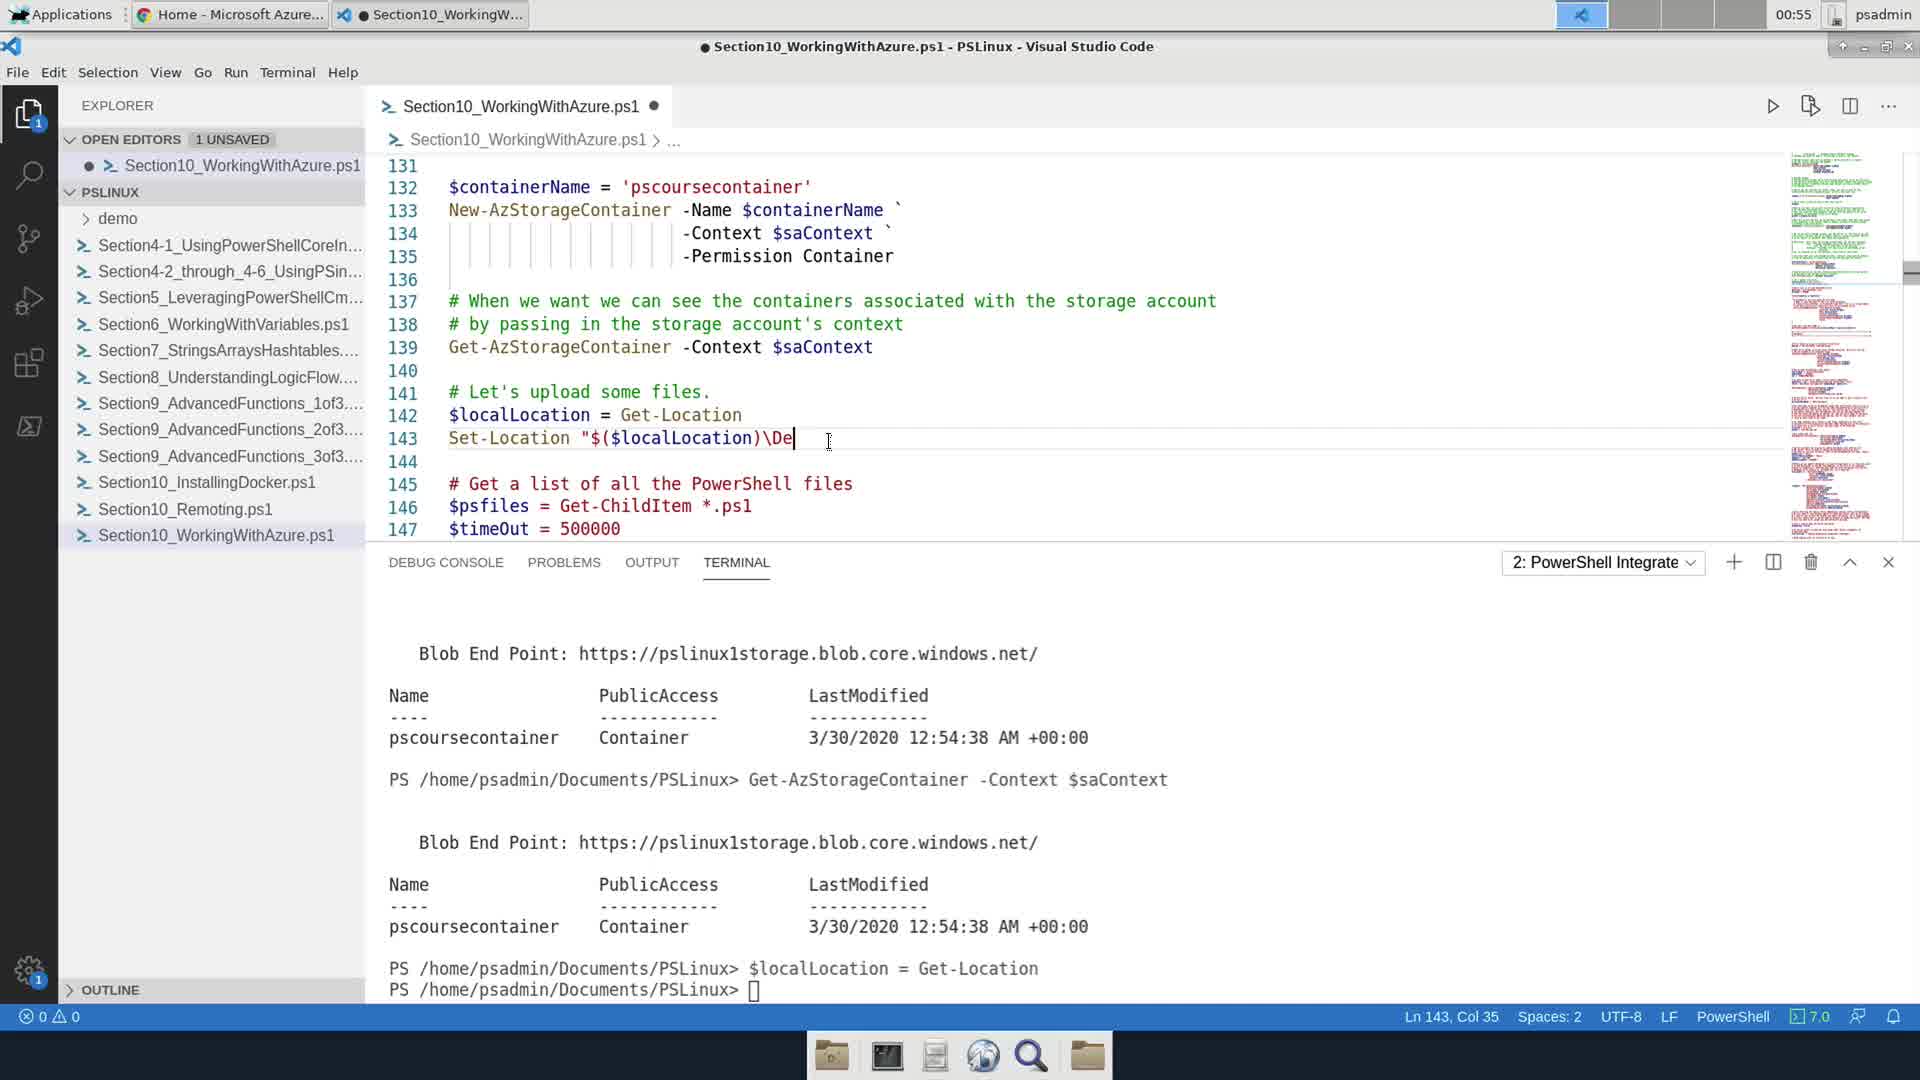 Applications
Home - Microsoft Azure...
● Section10_WorkingW...
00:55
psadmin
● Section10_WorkingWithAzure.ps1 - PSLinux - Visual Studio Code
File Edit Selection View Go Run Terminal Help
EXPLORER
OPEN EDITORS 1 UNSAVED
● Section10_WorkingWithAzure.ps1
PSLINUX
demo
Section4-1_UsingPowerShellCoreIn...
Section4-2_through_4-6_UsingPSin...
Section5_LeveragingPowerShellCm...
Section6_WorkingWithVariables.ps1
Section7_StringsArraysHashtables....
Section8_UnderstandingLogicFlow....
Section9_AdvancedFunctions_1of3....
Section9_AdvancedFunctions_2of3....
Section9_AdvancedFunctions_3of3....
Section10_InstallingDocker.ps1
Section10_Remoting.ps1
Section10_WorkingWithAzure.ps1
OUTLINE
1
1
Section10_WorkingWithAzure.ps1 ●
Section10_WorkingWithAzure.ps1 > ...
131
132 $containerName = 'pscoursecontainer'
133 New-AzStorageContainer -Name $containerName `
134 -Context $saContext `
135 -Permission Container
136
137 # When we want we can see the containers associated with the storage account
138 # by passing in the storage account's context
139 Get-AzStorageContainer -Context $saContext
140
141 # Let's upload some files.
142 $localLocation = Get-Location
143 Set-Location "$($localLocation)\De
144
145 # Get a list of all the PowerShell files
146 $psfiles = Get-ChildItem *.ps1
147 $timeOut = 500000
DEBUG CONSOLE PROBLEMS OUTPUT TERMINAL
2: PowerShell Integrate
Blob End Point: https://pslinux1storage.blob.core.windows.net/
Name PublicAccess LastModified
---- ------------ ------------
pscoursecontainer Container 3/30/2020 12:54:38 AM +00:00
PS /home/psadmin/Documents/PSLinux> Get-AzStorageContainer -Context $saContext
Blob End Point: https://pslinux1storage.blob.core.windows.net/
Name PublicAccess LastModified
---- ------------ ------------
pscoursecontainer Container 3/30/2020 12:54:38 AM +00:00
PS /home/psadmin/Documents/PSLinux> $localLocation = Get-Location
PS /home/psadmin/Documents/PSLinux>
0 0
Ln 143, Col 35 Spaces: 2 UTF-8 LF PowerShell 7.0